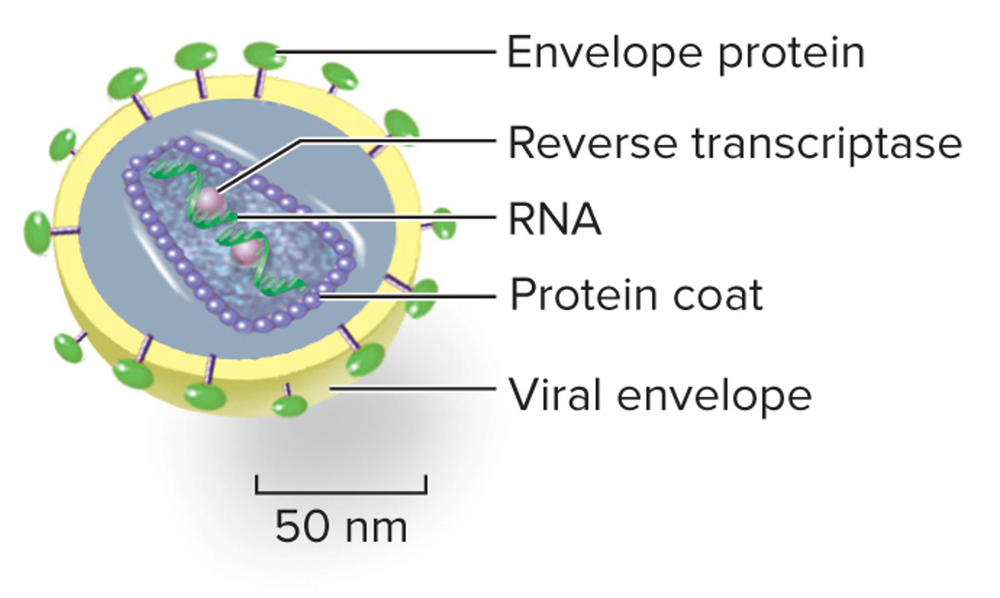 Envelope protein
Reverse transcriptase
RNA
Protein coat
Viral envelope
50 nm